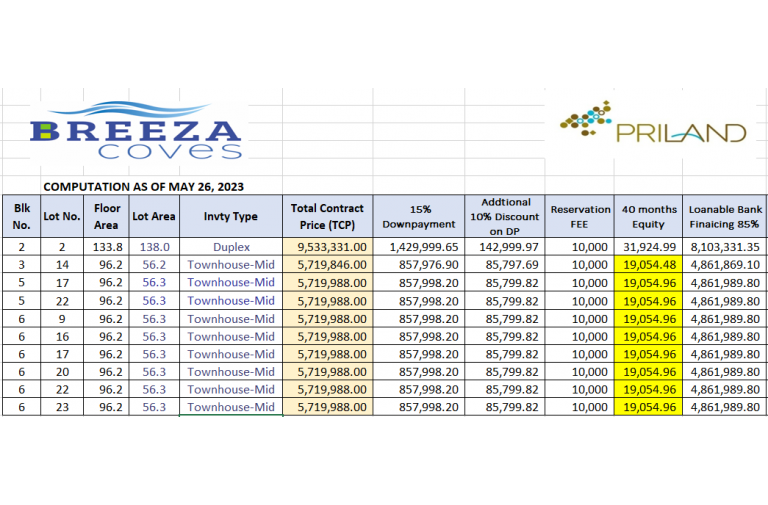 BREEZA
COVES
PRILAND
COMPUTATION AS OF MAY 26, 2023
Blk No. Lot No. Floor Area Lot Area Invty Type Total Contract Price (TCP) 15% Downpayment Addtional 10% Discount on DP Reservation FEE 40 months Equity Loanable Bank Finaicing 85%
2 2 133.8 138.0 Duplex 9,533,331.00 1,429,999.65 142,999.97 10,000 31,924.99 8,103,331.35
3 14 96.2 56.2 Townhouse-Mid 5,719,846.00 857,976.90 85,797.69 10,000 19,054.48 4,861,869.10
5 17 96.2 56.3 Townhouse-Mid 5,719,988.00 857,998.20 85,799.82 10,000 19,054.96 4,861,989.80
5 22 96.2 56.3 Townhouse-Mid 5,719,988.00 857,998.20 85,799.82 10,000 19,054.96 4,861,989.80
6 9 96.2 56.3 Townhouse-Mid 5,719,988.00 857,998.20 85,799.82 10,000 19,054.96 4,861,989.80
6 16 96.2 56.3 Townhouse-Mid 5,719,988.00 857,998.20 85,799.82 10,000 19,054.96 4,861,989.80
6 17 96.2 56.3 Townhouse-Mid 5,719,988.00 857,998.20 85,799.82 10,000 19,054.96 4,861,989.80
6 20 96.2 56.3 Townhouse-Mid 5,719,988.00 857,998.20 85,799.82 10,000 19,054.96 4,861,989.80
6 22 96.2 56.3 Townhouse-Mid 5,719,988.00 857,998.20 85,799.82 10,000 19,054.96 4,861,989.80
6 23 96.2 56.3 Townhouse-Mid 5,719,988.00 857,998.20 85,799.82 10,000 19,054.96 4,861,989.80